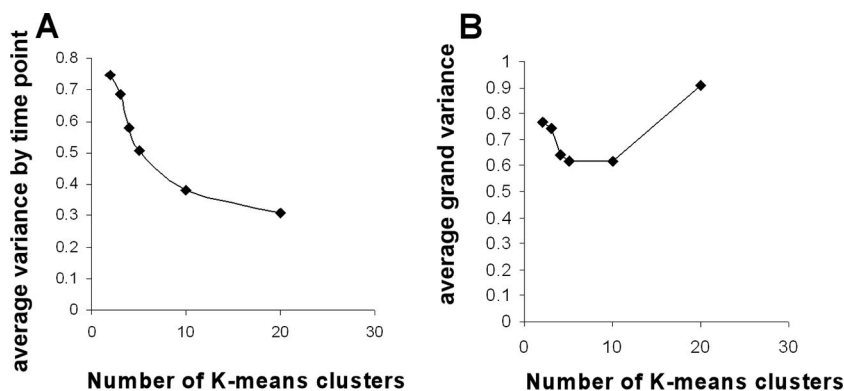 A
average variance by time point
0.8
0.7
0.6
0.5
0.4
0.3
0.2
0.1
0
0 10 20 30
Number of K-means clusters
B
average grand variance
1
0.9
0.8
0.7
0.6
0.5
0.4
0.3
0.2
0.1
0
0 10 20 30
Number of K-means clusters